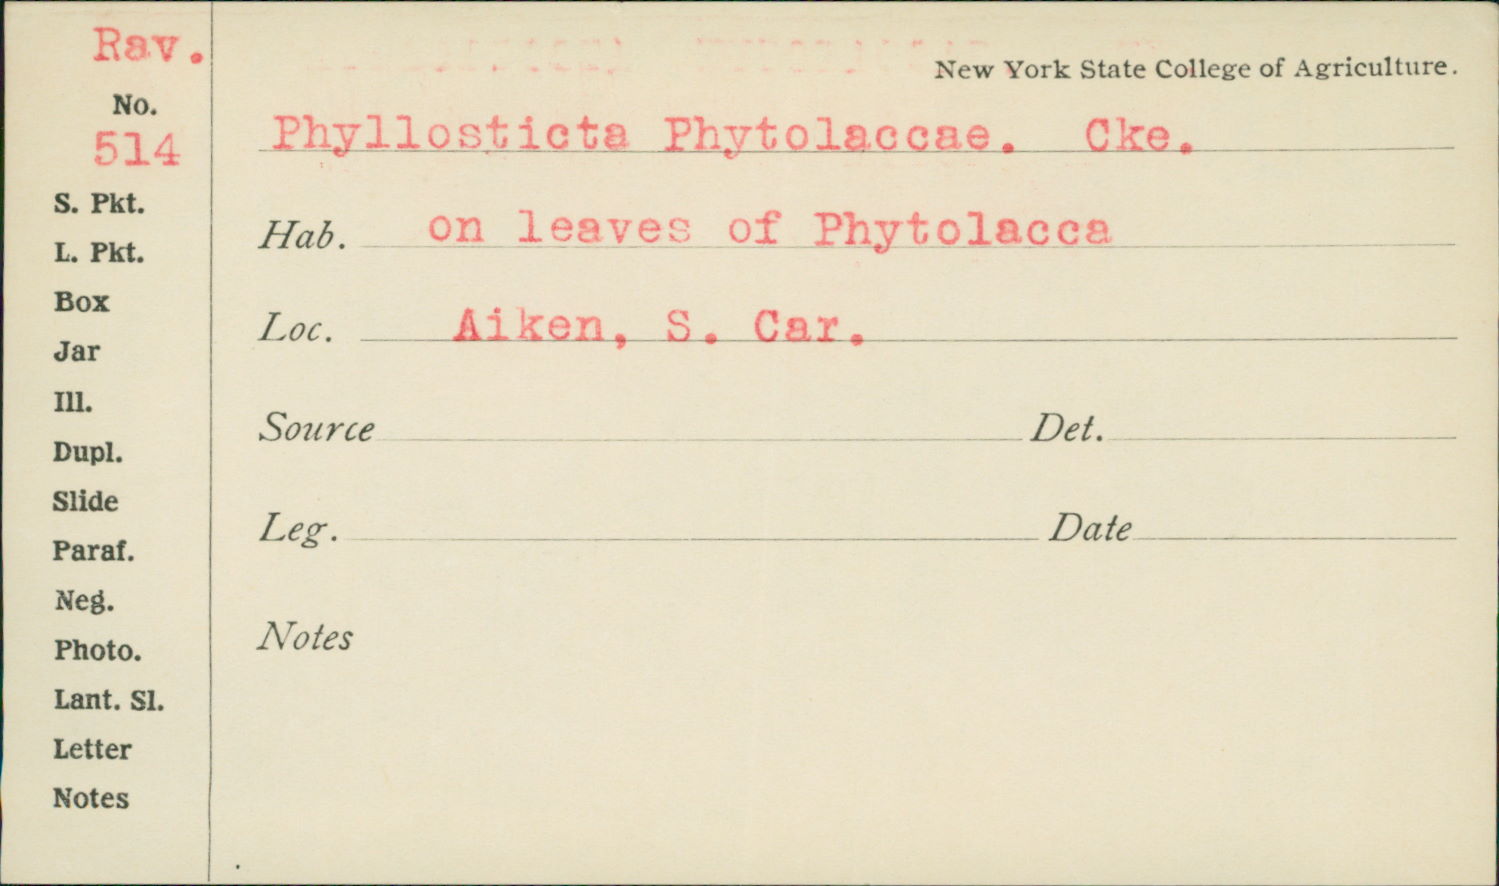 Rav.
No.
514
S. Pkt.
L. Pkt.
Box
Jar
Ill.
Dupl.
Slide
Paraf.
Neg.
Photo.
Lant. Sl.
Letter
Notes
New York State College of Agriculture.
Phyllosticta Phytolaccae. Cke.
Hab. on leaves of Phytolacca
Loc. Aiken, S. Car.
Source Det.
Leg. Date
Notes